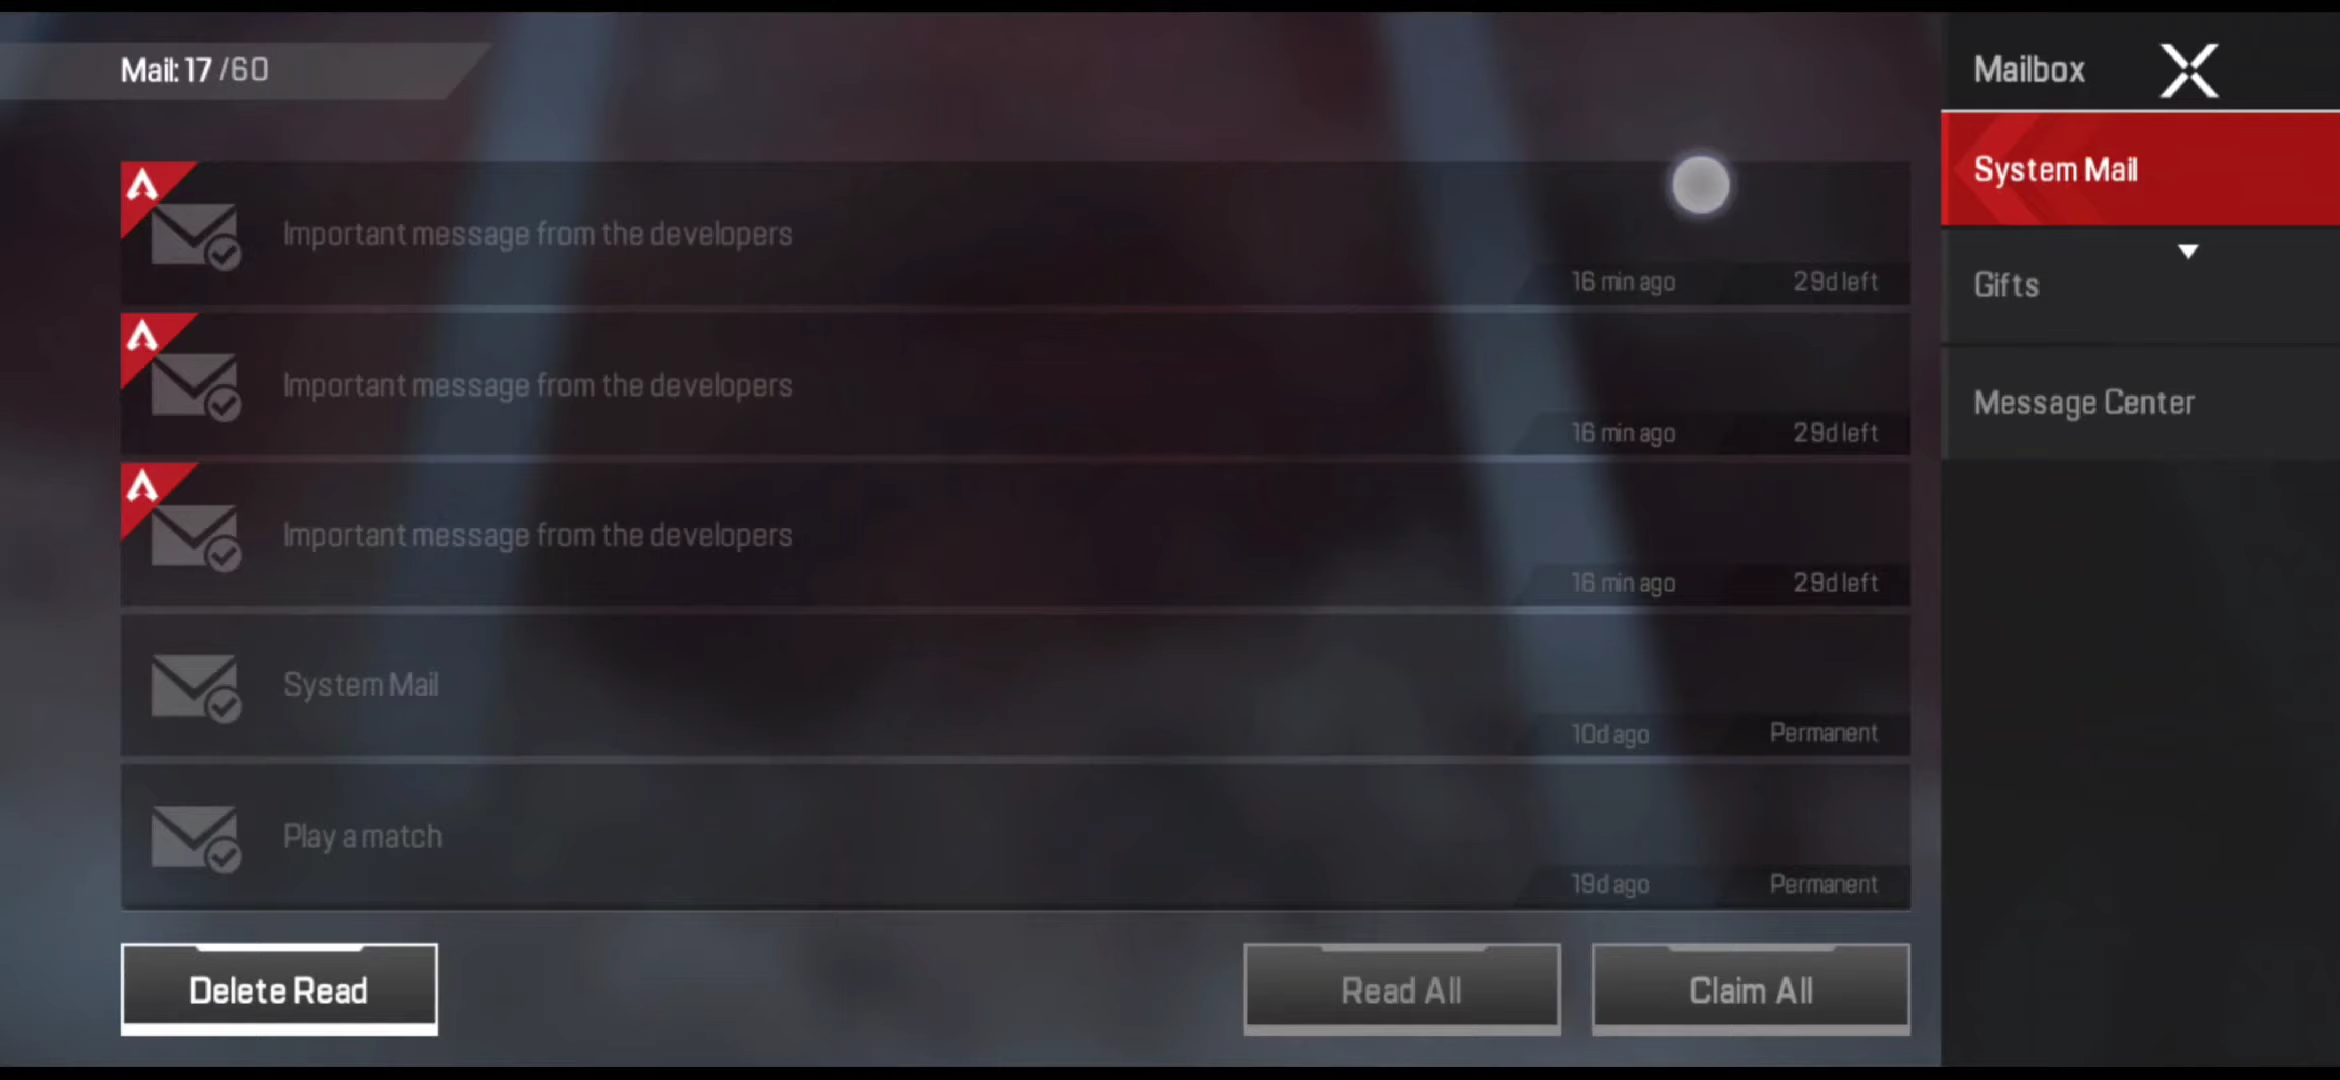 Mail: 17 /60
Mailbox
System Mail
Gifts
Message Center
Important message from the developers
16 min ago 29d left
Important message from the developers
16 min ago 29d left
Important message from the developers
16 min ago 29d left
System Mail
10d ago Permanent
Play a match
19d ago Permanent
Delete Read
Read All
Claim All